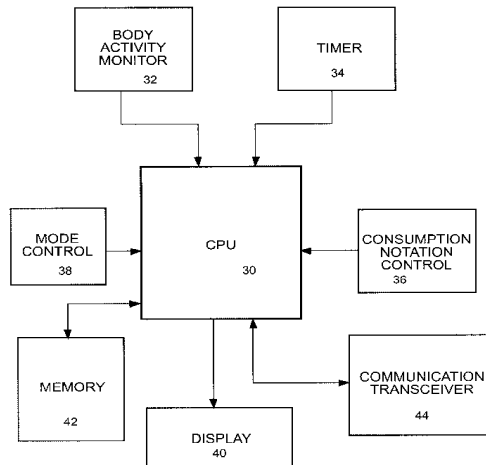 BODY
ACTIVITY
MONITOR
32
TIMER
34
MODE
CONTROL
38
CPU
30
CONSUMPTION
NOTATION
CONTROL
36
MEMORY
42
DISPLAY
40
COMMUNICATION
TRANSCEIVER
44